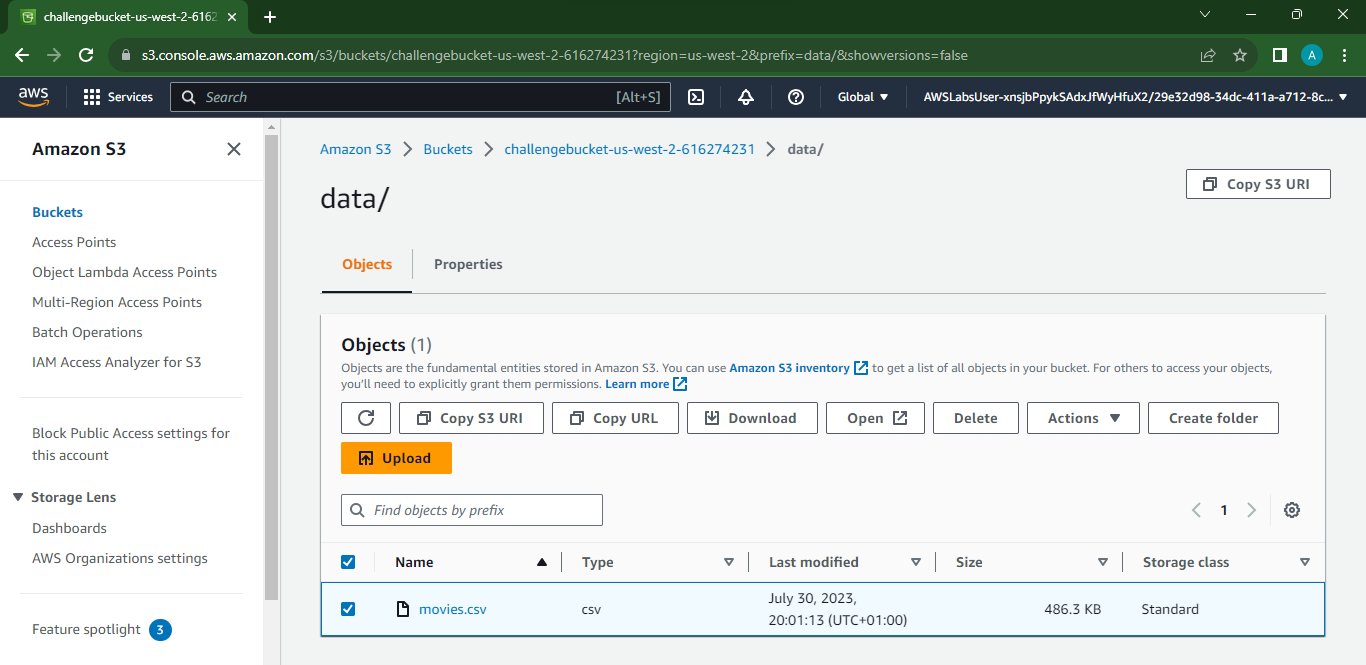 challengebucket-us-west-2-6162
s3.console.aws.amazon.com/s3/buckets/challengebucket-us-west-2-616274231?region=us-west-2&prefix=data/&showversions=false
A
aws
Services
Search
[Alt+S]
Global
AWSLabsUser-xnsjbPpykSAdxJfWyHfuX2/29e32d98-34dc-411a-a712-8c...
Amazon S3
Buckets
Access Points
Object Lambda Access Points
Multi-Region Access Points
Batch Operations
IAM Access Analyzer for S3
Block Public Access settings for
this account
Storage Lens
Dashboards
AWS Organizations settings
Feature spotlight 3
Amazon S3 > Buckets > challengebucket-us-west-2-616274231 > data/
data/
Copy S3 URI
Objects
Properties
Objects (1)
Objects are the fundamental entities stored in Amazon S3. You can use Amazon S3 inventory to get a list of all objects in your bucket. For others to access your objects,
you'll need to explicitly grant them permissions. Learn more
Copy S3 URI
Copy URL
Download
Open
Delete
Actions
Create folder
Upload
Find objects by prefix
1
Name
Type
Last modified
Size
Storage class
movies.csv
csv
July 30, 2023,
20:01:13 (UTC+01:00)
486.3 KB
Standard